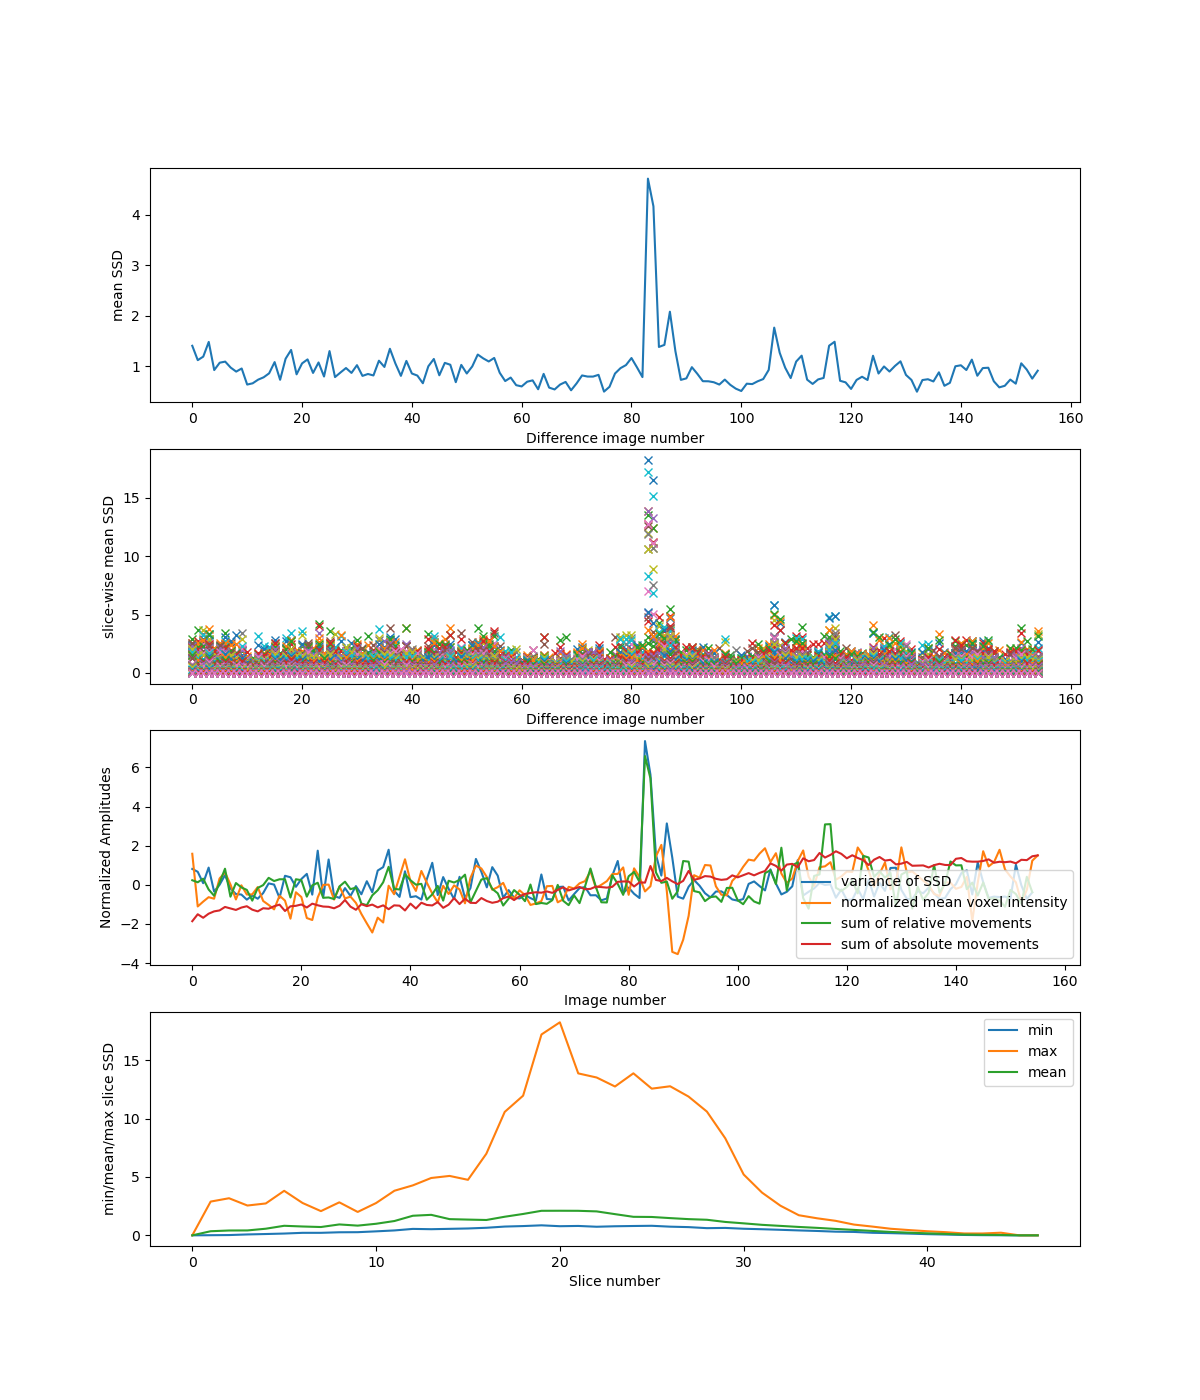 mean SSD
4
3
2
1
0 20 40 60 80 100 120 140 160
Difference image number
slice-wise mean SSD
15
10
5
0
0 20 40 60 80 100 120 140 160
Difference image number
Normalized Amplitudes
6
4
2
0
−2
−4
variance of SSD
normalized mean voxel intensity
sum of relative movements
sum of absolute movements
0 20 40 60 80 100 120 140 160
Image number
min/mean/max slice SSD
15
10
5
0
min
max
mean
0 10 20 30 40
Slice number